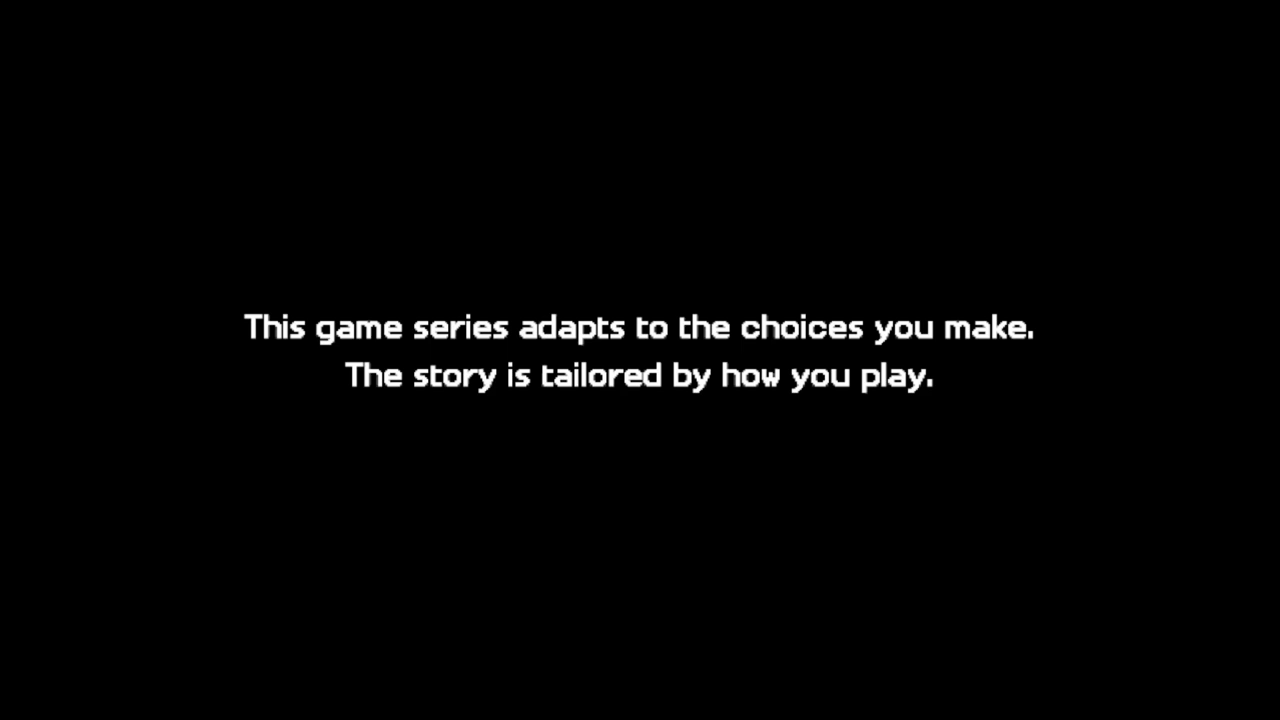 This game series adapts to the choices you make.
The story is tailored by how you play.